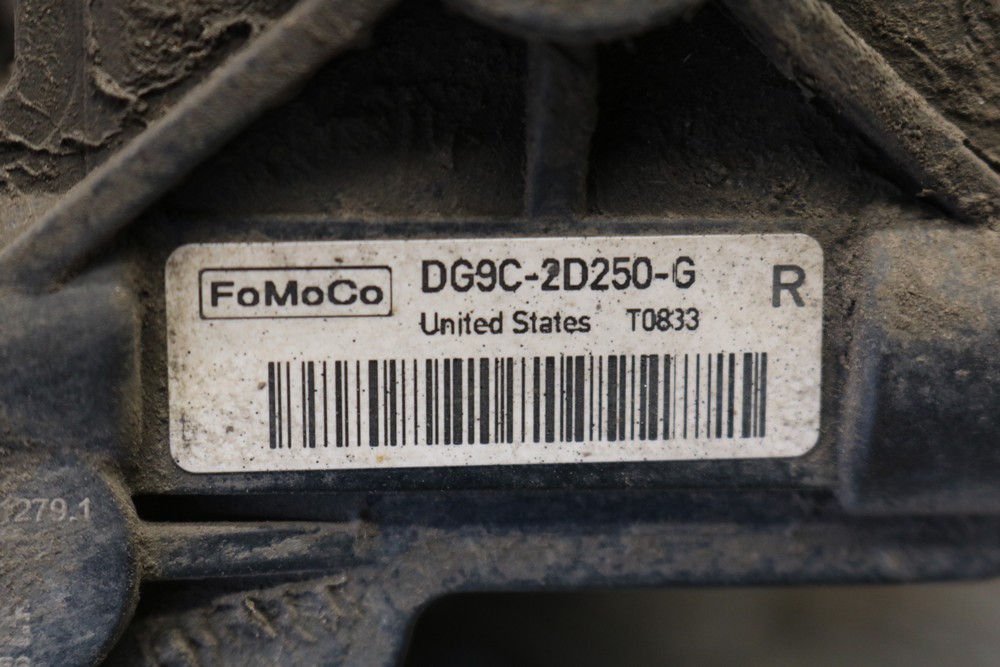 FoMoCo
DG9C-2D250-G
R
United States T0833
279.1